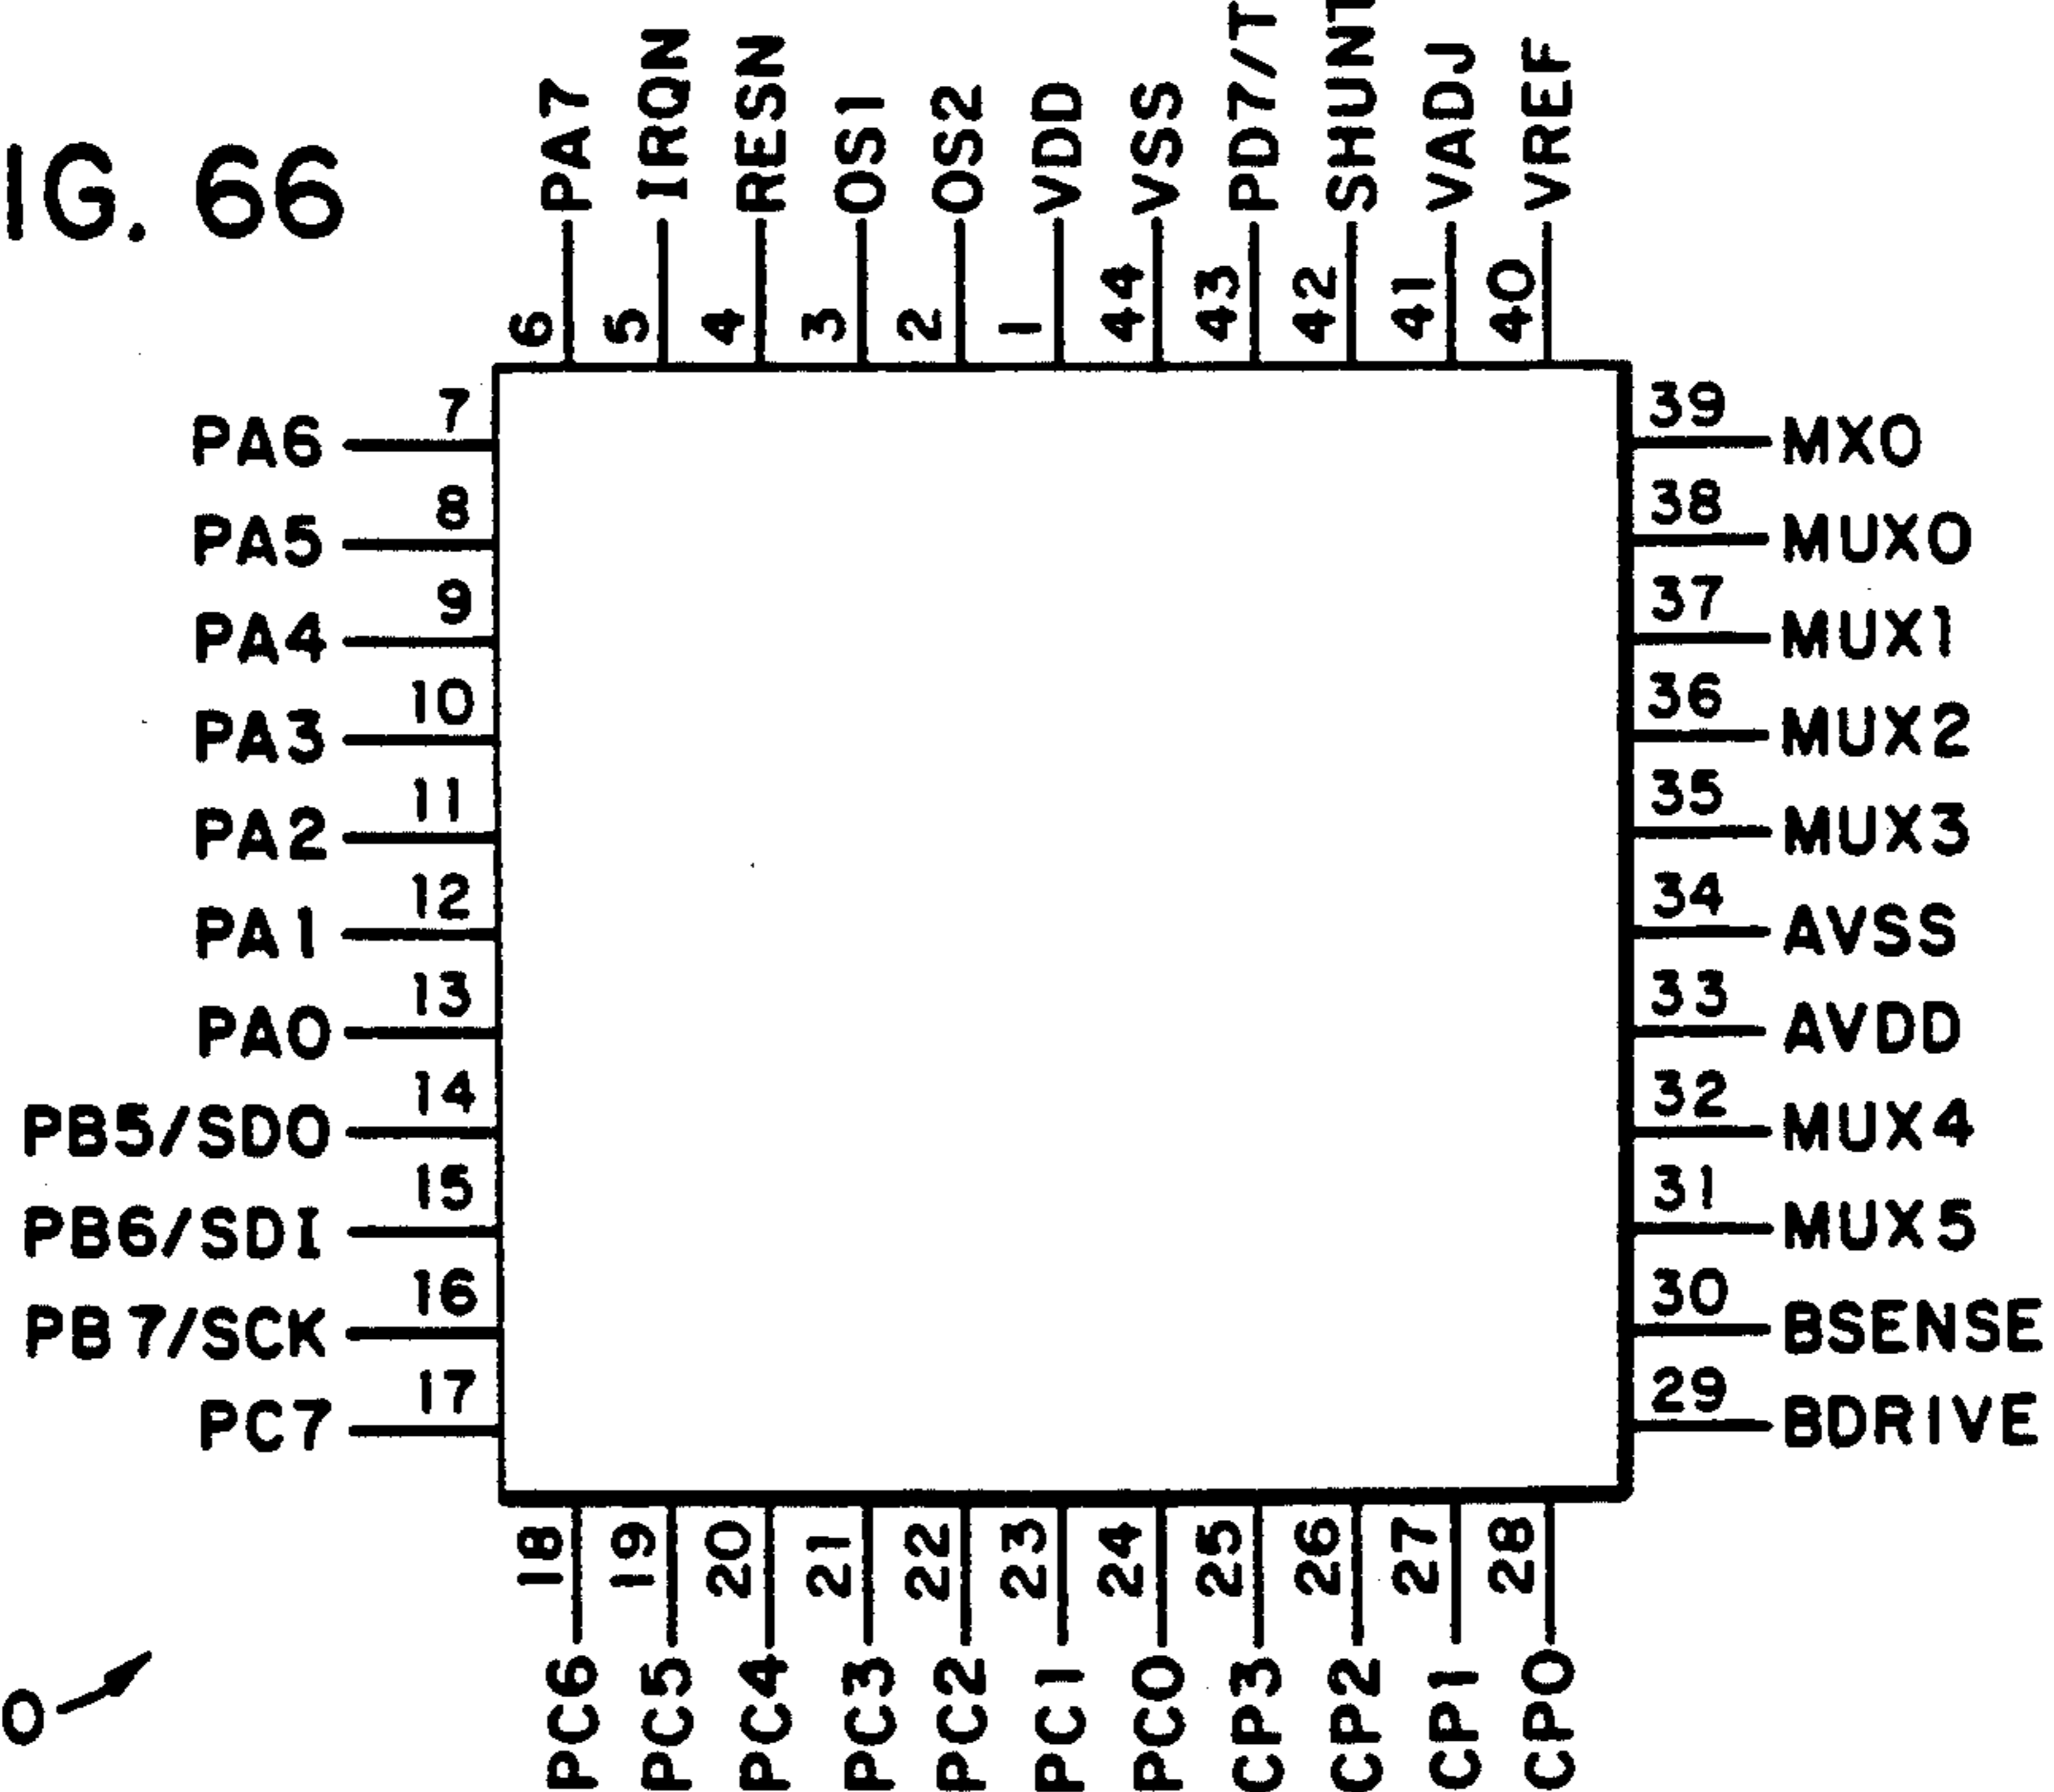 IG. 66
PA7
IRQN
RESN
OS1
OS2
VDD
VSS
PD7/T
SHUNT
VADJ
VREF
6
5
4
3
2
1
44
43
42
41
40
PA6 7
PA5 8
PA4 9
PA3 10
PA2 11
PA1 12
PA0 13
PB5/SDO 14
PB6/SDI 15
PB7/SCK 16
PC7 17
39 MX0
38 MUX0
37 MUX1
36 MUX2
35 MUX3
34 AVSS
33 AVDD
32 MUX4
31 MUX5
30 BSENSE
29 BDRIVE
18
19
20
21
22
23
24
25
26
27
28
PC6
PC5
PC4
PC3
PC2
PC1
PC0
CP3
CP2
CP1
CP0
0